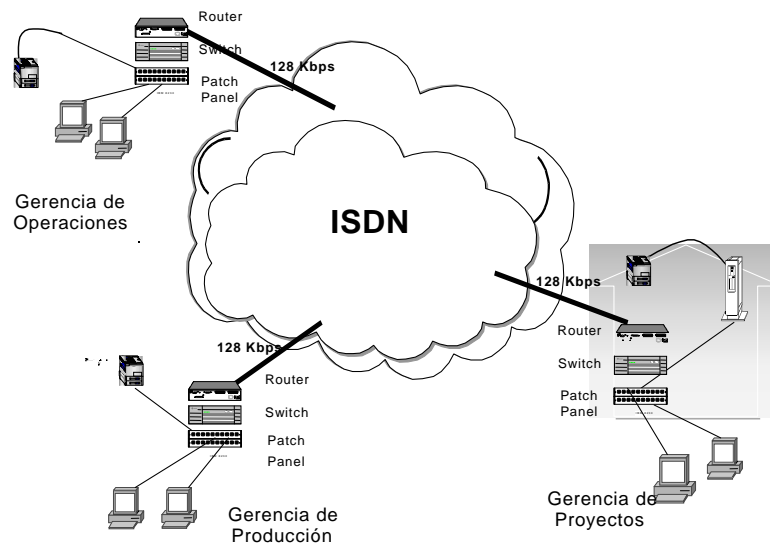 Router
Switch
128 Kbps
Patch
Panel
Gerencia de
Operaciones
ISDN
128 Kbps
Router
Switch
Patch
Panel
128 Kbps
Router
Switch
Patch
Panel
Gerencia de
Producción
Gerencia de
Proyectos